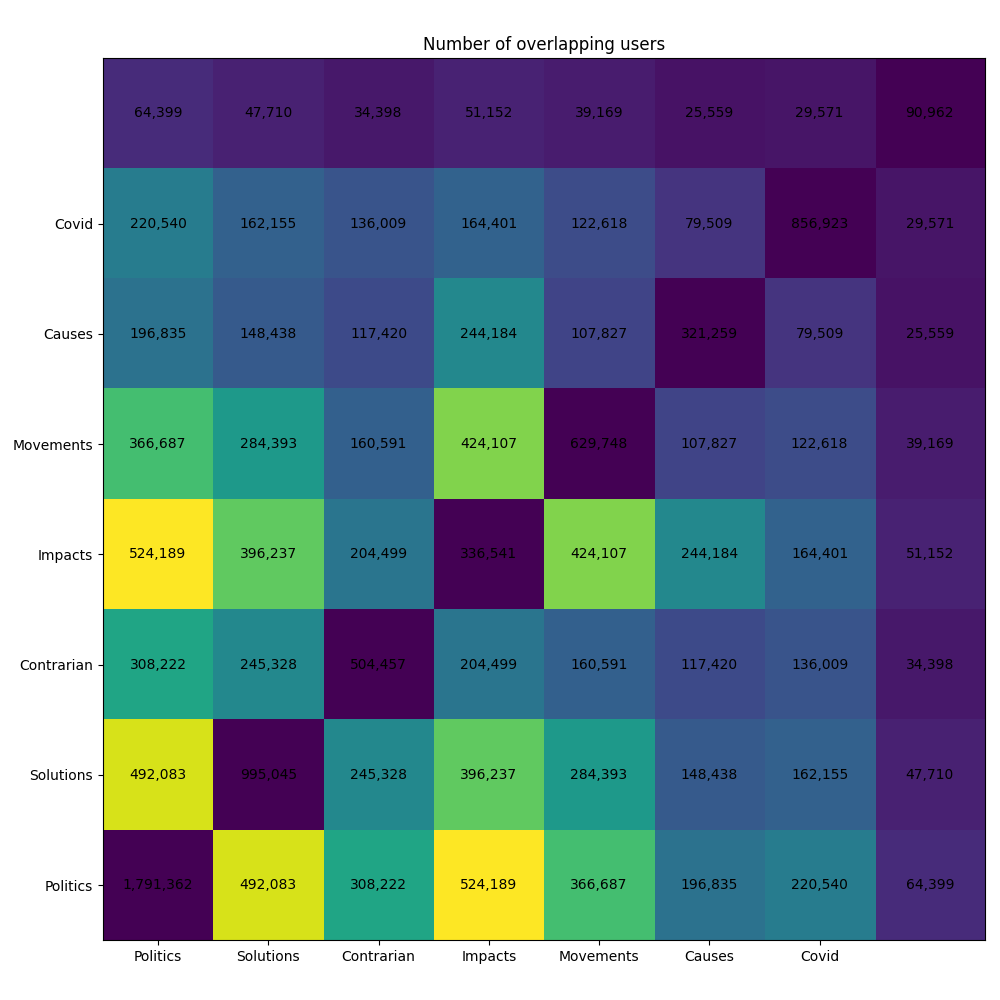 Number of overlapping users
64,399 47,710 34,398 51,152 39,169 25,559 29,571 90,962
Covid 220,540 162,155 136,009 164,401 122,618 79,509 856,923 29,571
Causes 196,835 148,438 117,420 244,184 107,827 321,259 79,509 25,559
Movements 366,687 284,393 160,591 424,107 629,748 107,827 122,618 39,169
Impacts 524,189 396,237 204,499 336,541 424,107 244,184 164,401 51,152
Contrarian 308,222 245,328 504,457 204,499 160,591 117,420 136,009 34,398
Solutions 492,083 995,045 245,328 396,237 284,393 148,438 162,155 47,710
Politics 1,791,362 492,083 308,222 524,189 366,687 196,835 220,540 64,399
Politics Solutions Contrarian Impacts Movements Causes Covid